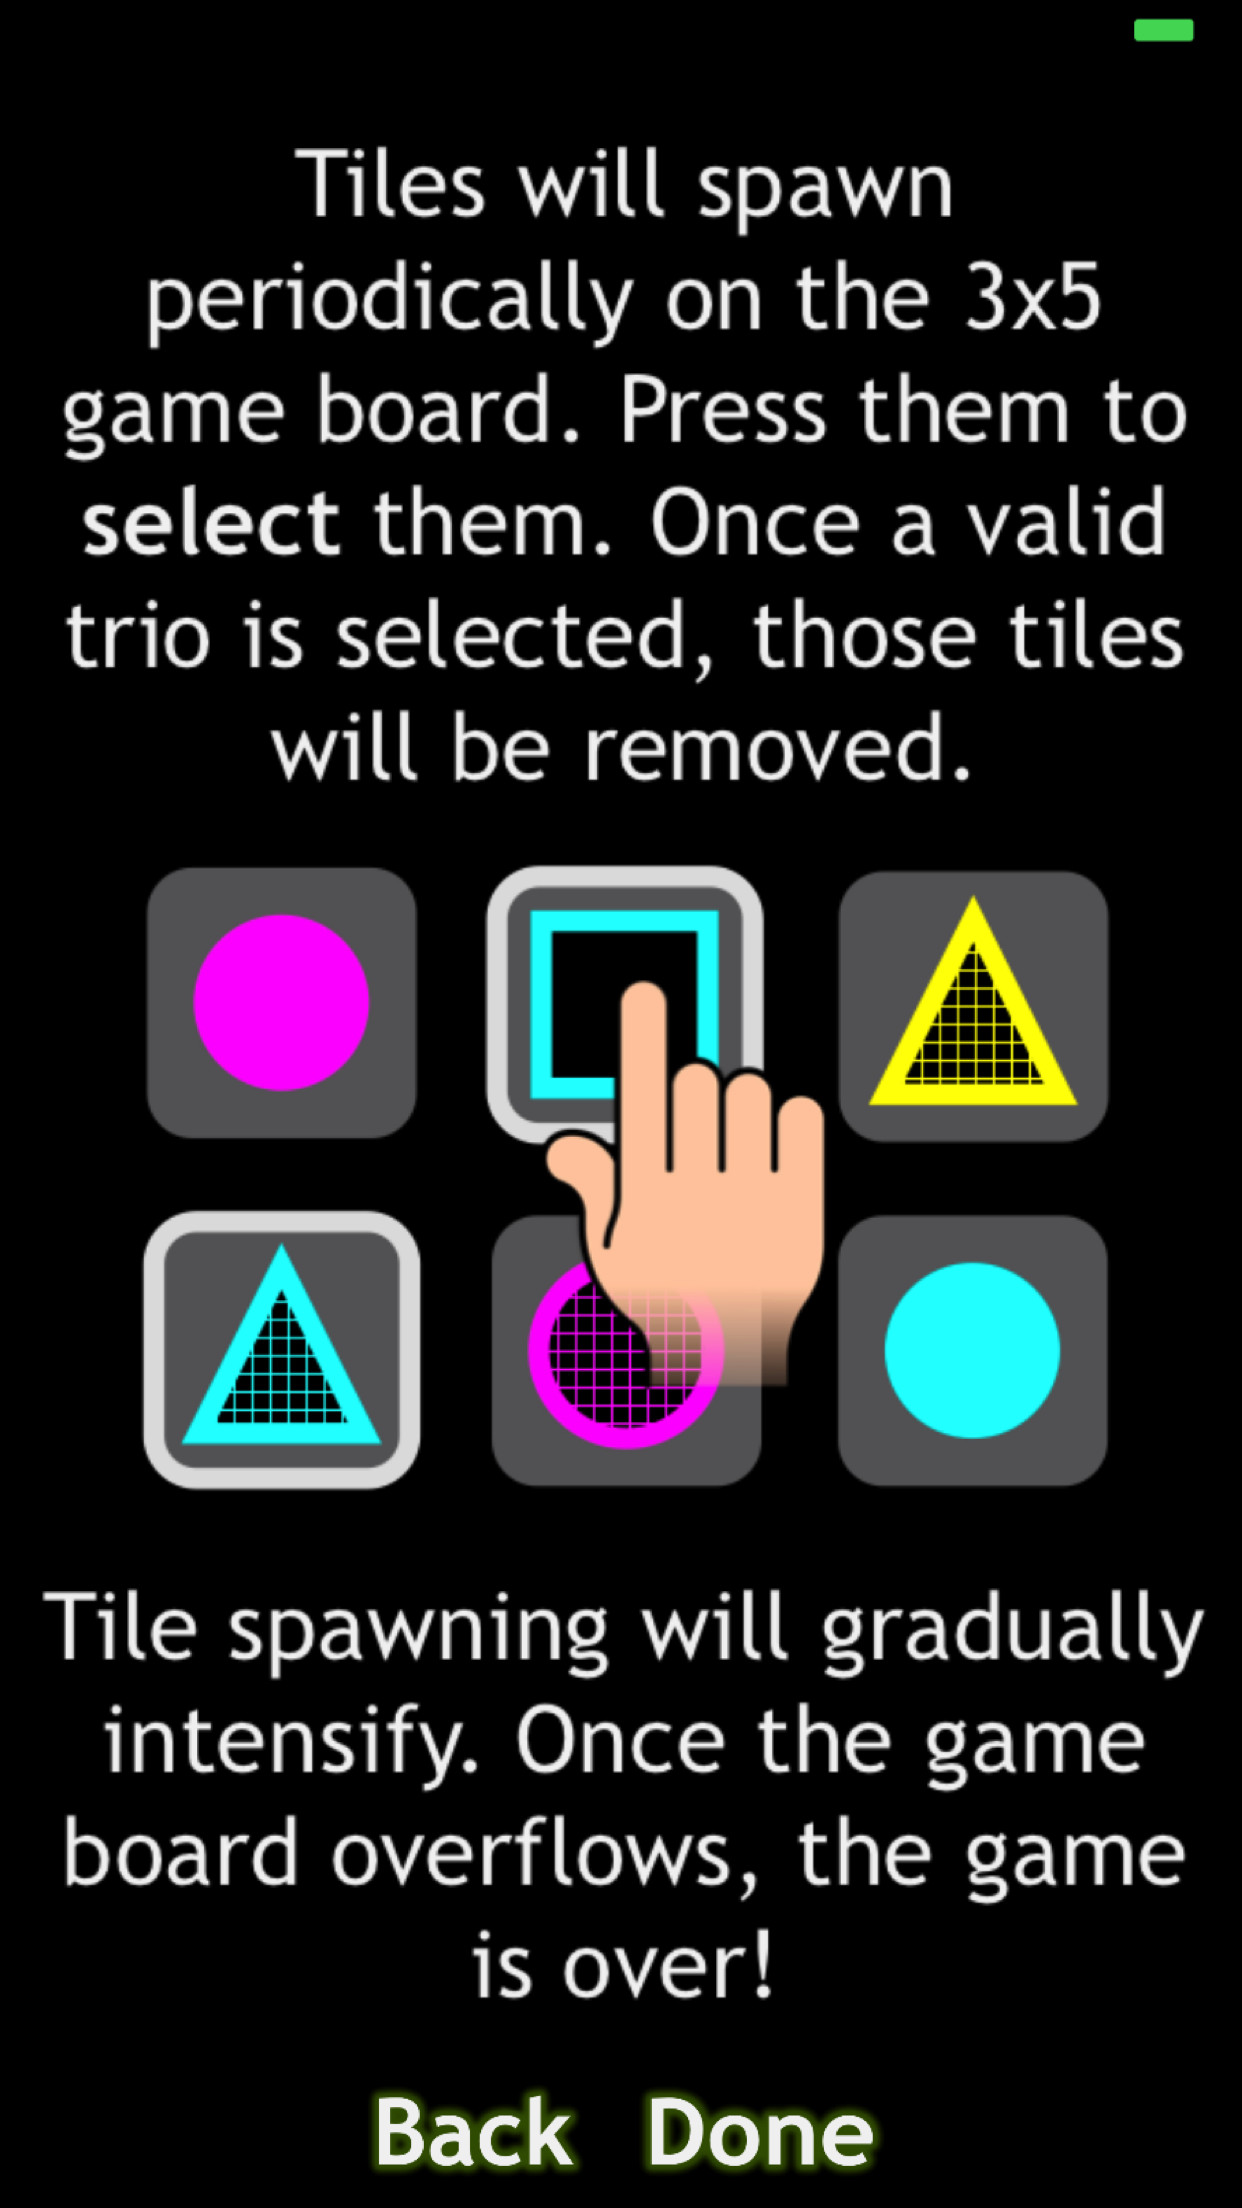 Tiles will spawn
periodically on the 3x5
game board. Press them to
select them. Once a valid
trio is selected, those tiles
will be removed.
Tile spawning will gradually
intensify. Once the game
board overflows, the game
is over!
Back Done